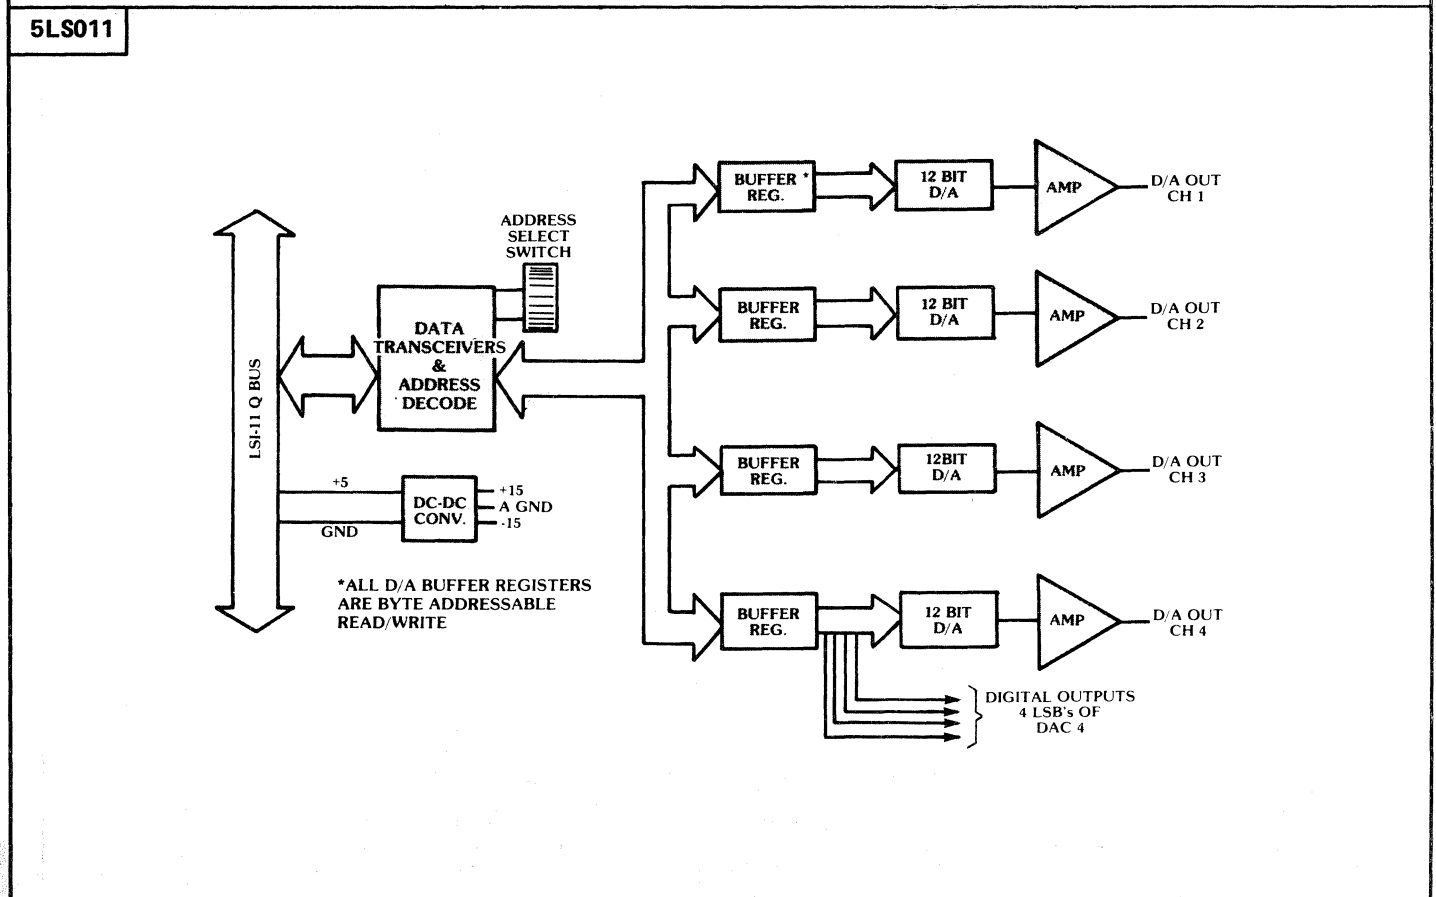 5LS011
ADDRESS
SELECT
SWITCH
LSI-11 Q BUS
DATA
TRANSCEIVERS
&
ADDRESS
DECODE
+5
GND
DC-DC
CONV.
+15
A GND
-15
*ALL D/A BUFFER REGISTERS
ARE BYTE ADDRESSABLE
READ/WRITE
BUFFER *
REG.
12 BIT
D/A
AMP
D/A OUT
CH 1
BUFFER
REG.
12 BIT
D/A
AMP
D/A OUT
CH 2
BUFFER
REG.
12BIT
D/A
AMP
D/A OUT
CH 3
BUFFER
REG.
12 BIT
D/A
AMP
D/A OUT
CH 4
DIGITAL OUTPUTS
4 LSB's OF
DAC 4